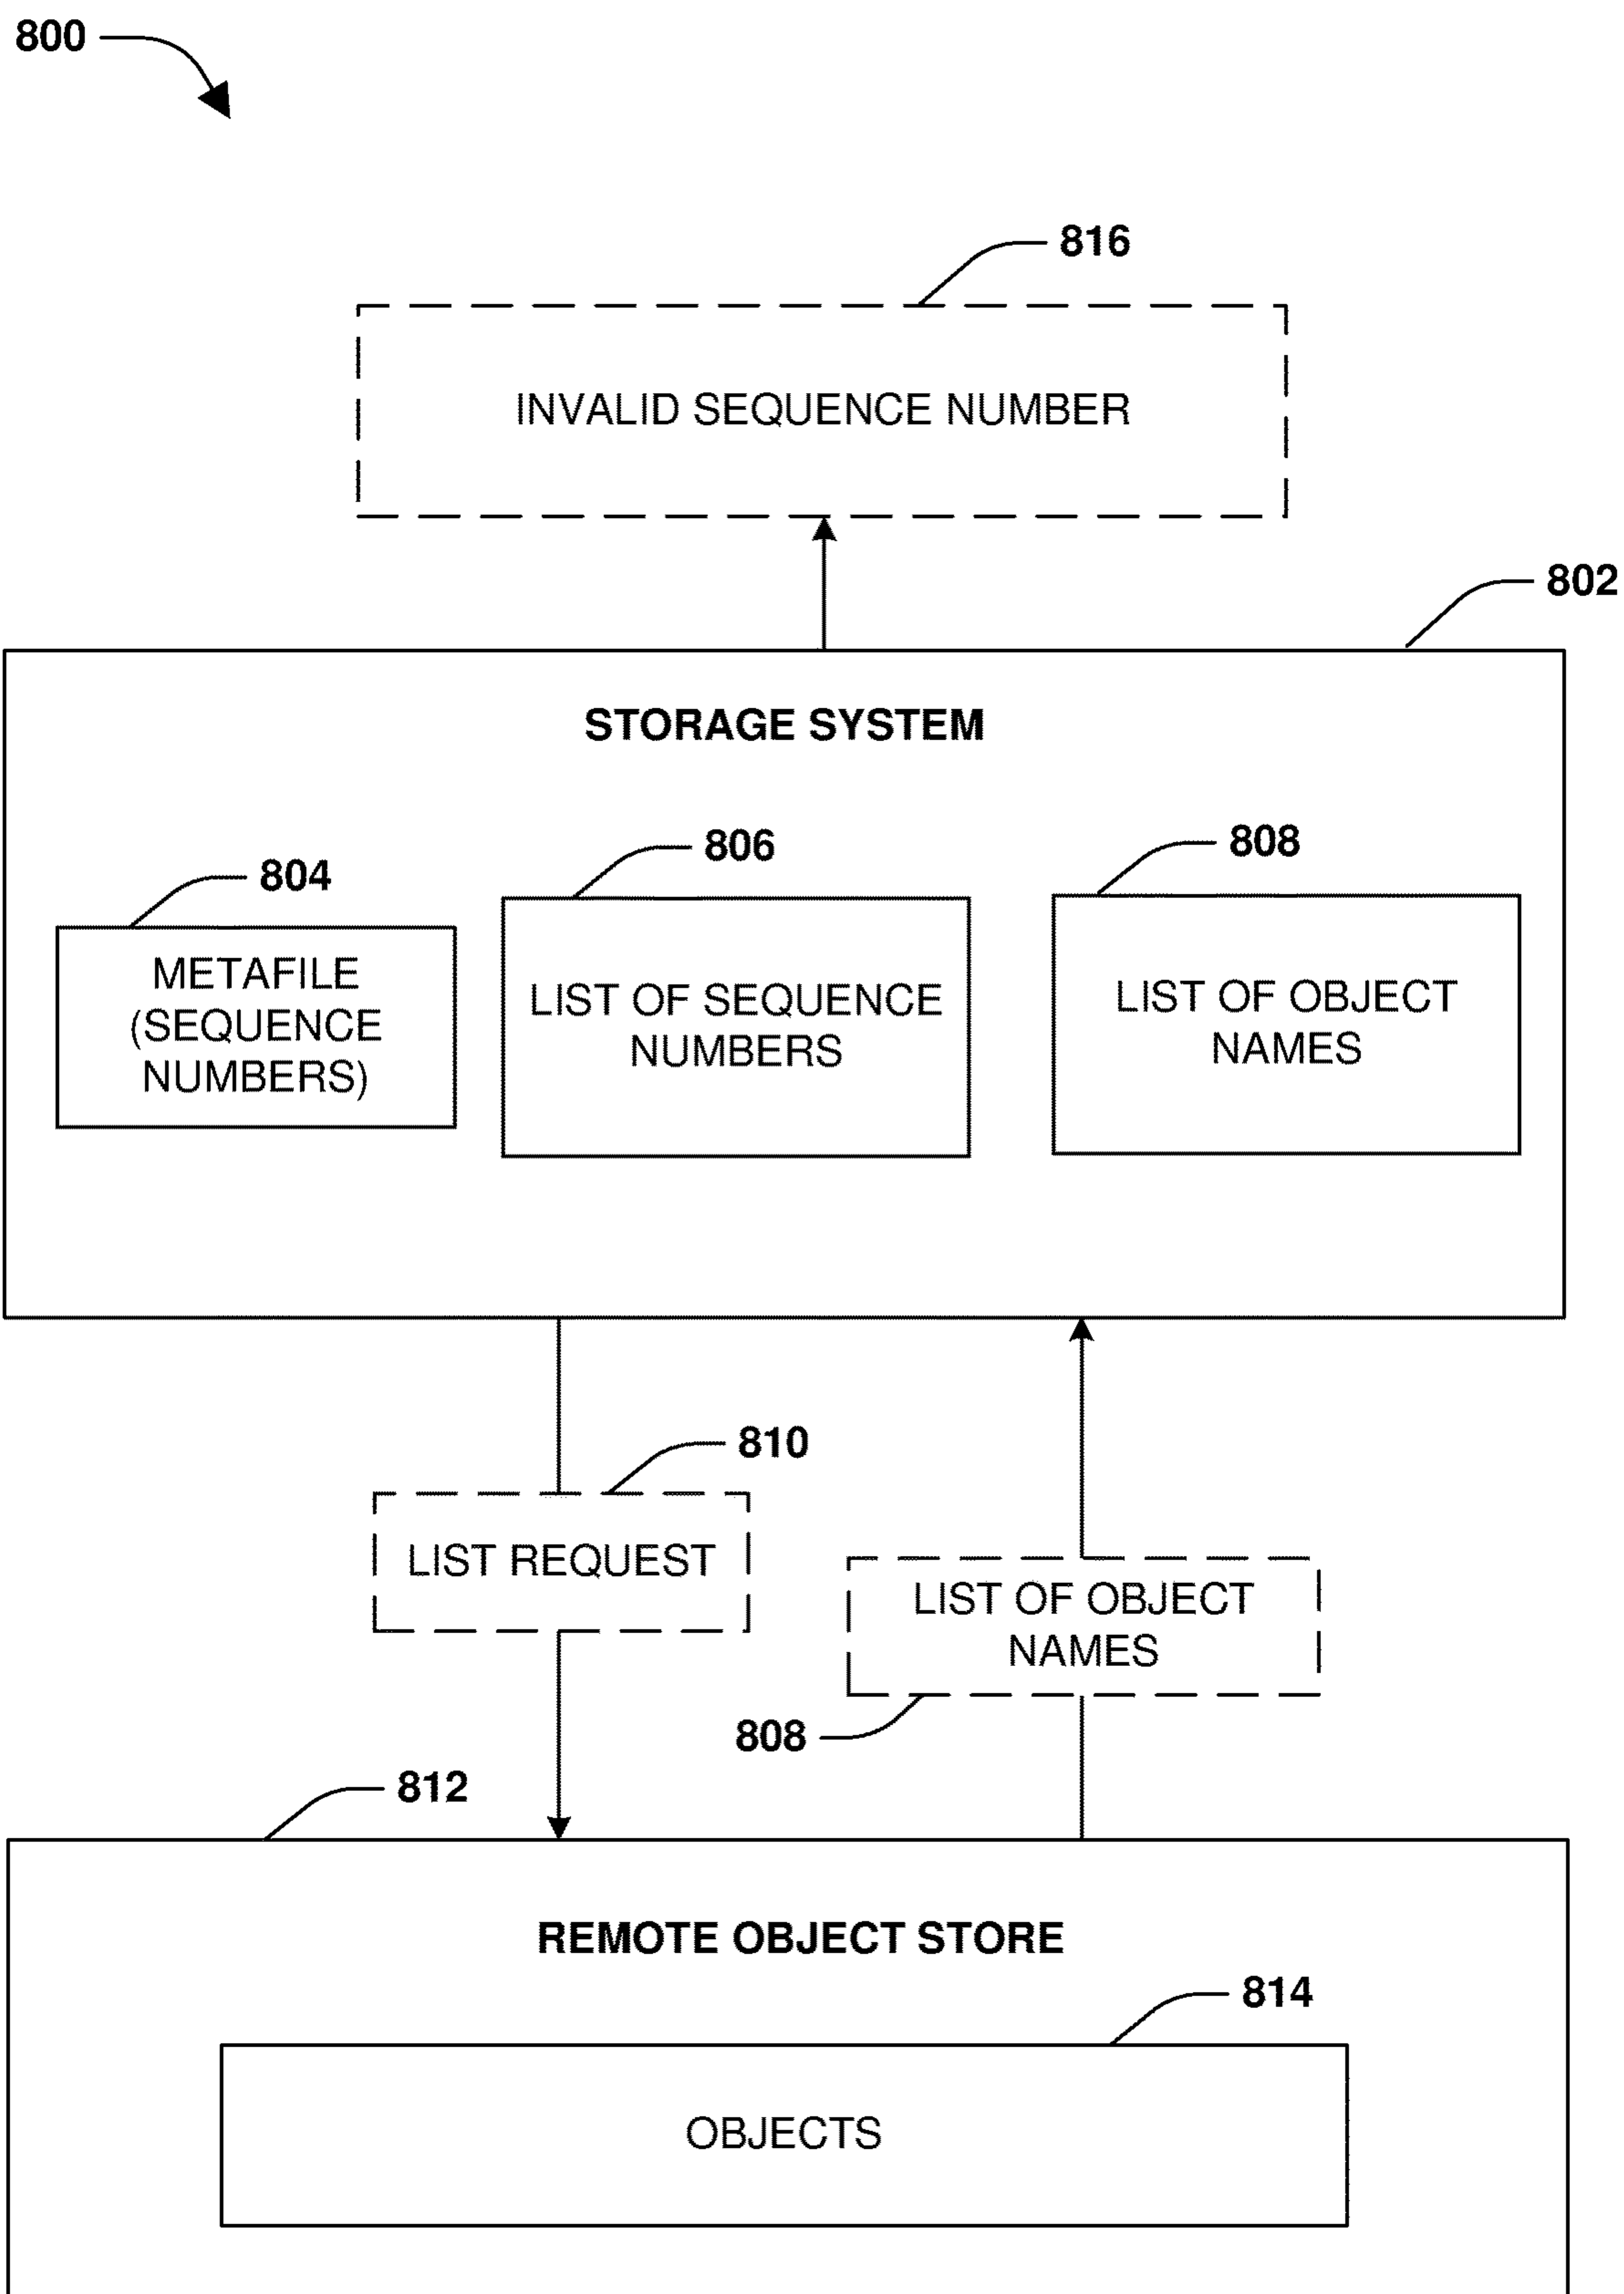 800
816
INVALID SEQUENCE NUMBER
802
STORAGE SYSTEM
804
806
808
METAFILE
(SEQUENCE
NUMBERS)
LIST OF SEQUENCE
NUMBERS
LIST OF OBJECT
NAMES
810
LIST REQUEST
LIST OF OBJECT
NAMES
808
812
REMOTE OBJECT STORE
814
OBJECTS